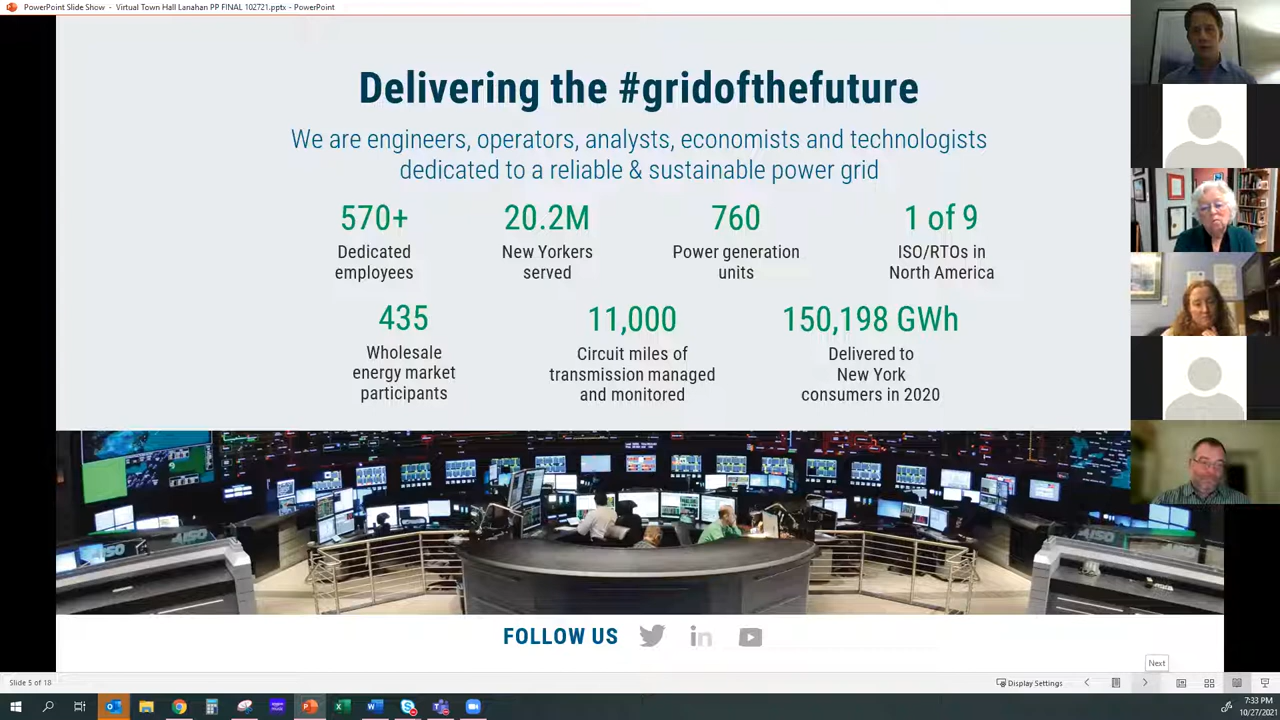 PowerPoint Slide Show - Virtual Town Hall Lanahan PP FINAL 102721.pptx - PowerPoint
Delivering the #gridofthefuture
We are engineers, operators, analysts, economists and technologists
dedicated to a reliable & sustainable power grid
570+
Dedicated
employees
20.2M
New Yorkers
served
760
Power generation
units
1 of 9
ISO/RTOs in
North America
435
Wholesale
energy market
participants
11,000
Circuit miles of
transmission managed
and monitored
150,198 GWh
Delivered to
New York
consumers in 2020
FOLLOW US
Next
Slide 5 of 18
Display Settings
7:33 PM
10/27/2021